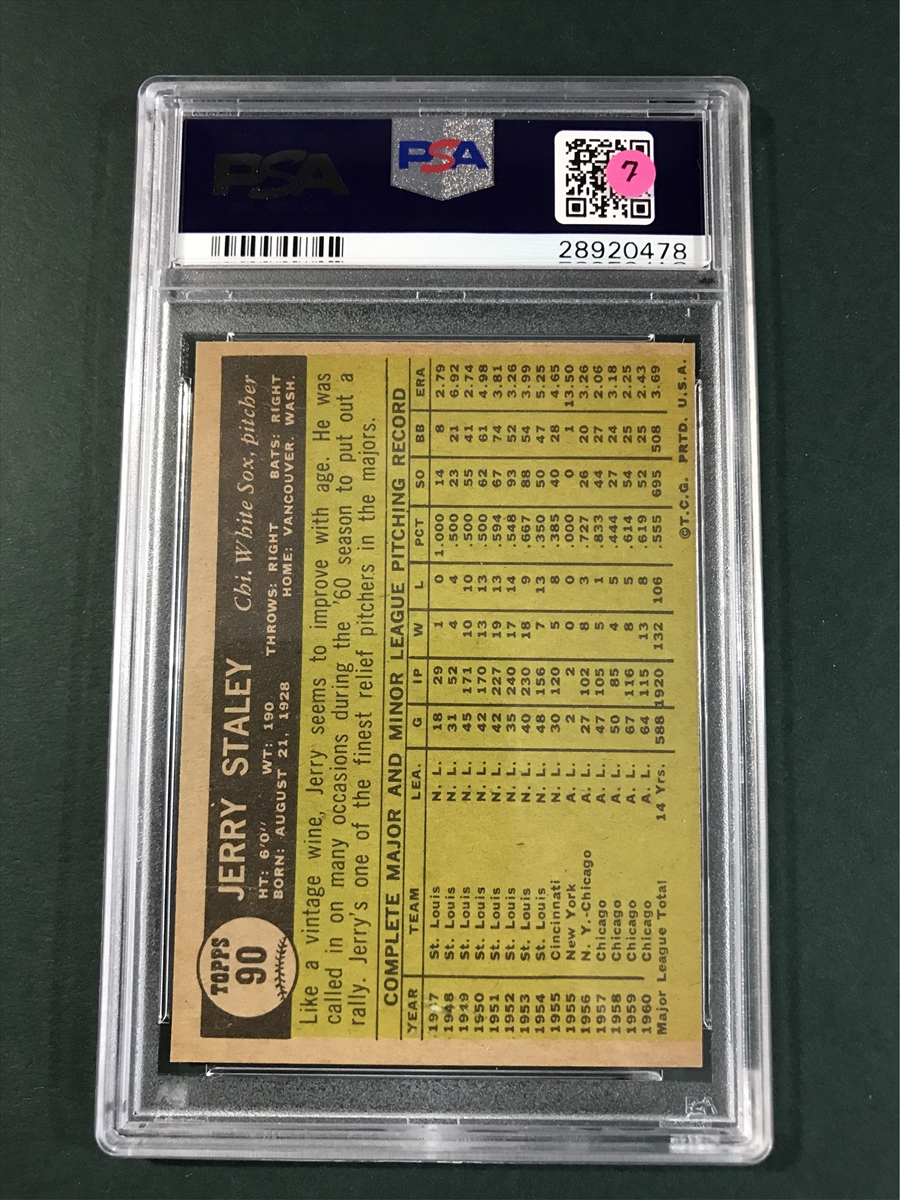 PSA
PSA
7
28920478
TOPPS
90
JERRY STALEY
Chi. White Sox, pitcher
HT: 6'0" WT: 190 THROWS: RIGHT BATS: RIGHT
BORN: AUGUST 21, 1928 HOME: VANCOUVER, WASH.
Like a vintage wine, Jerry seems to improve with age. He was
called in on many occasions during the '60 season to put out a
rally. Jerry's one of the finest relief pitchers in the majors.
COMPLETE MAJOR AND MINOR LEAGUE PITCHING RECORD
YEAR TEAM LEA. G IP W L PCT SO BB ERA
1947 St. Louis N. L. 18 29 1 0 1.000 14 8 2.79
1948 St. Louis N. L. 31 52 4 4 .500 23 21 6.92
1949 St. Louis N. L. 45 171 10 10 .500 55 41 2.74
1950 St. Louis N. L. 42 170 13 13 .500 62 61 4.98
1951 St. Louis N. L. 42 227 19 13 .594 67 74 3.81
1952 St. Louis N. L. 35 240 17 14 .548 93 52 3.26
1953 St. Louis N. L. 40 230 18 9 .667 88 54 3.99
1954 St. Louis N. L. 48 156 7 13 .350 50 47 5.25
1955 Cincinnati N. L. 30 120 5 8 .385 40 28 4.65
1955 New York A. L. 2 2 0 0 .000 0 1 13.50
1956 N. Y.-Chicago A. L. 27 102 8 3 .727 26 20 3.26
1957 Chicago A. L. 47 105 5 1 .833 44 27 2.06
1958 Chicago A. L. 50 85 4 5 .444 27 24 3.18
1959 Chicago A. L. 67 116 8 5 .614 54 25 2.25
1960 Chicago A. L. 64 115 13 8 .619 52 25 2.43
Major League Total 14 Yrs. 588 1920 132 106 .555 695 508 3.69
©T.C.G. PRTD. U.S.A.